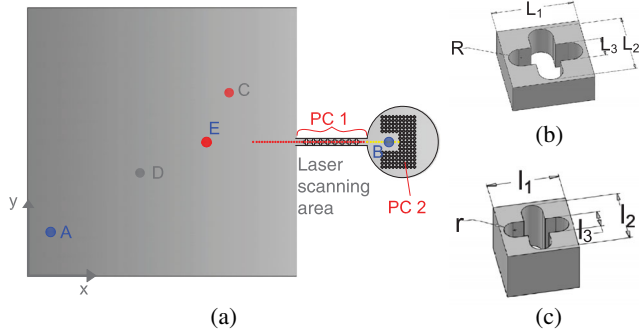 C
PC 1
E
B
D
Laser
scanning
area
PC 2
y
A
x
(a)
L1
R
L3
L2
(b)
l1
r
l3
l2
(c)